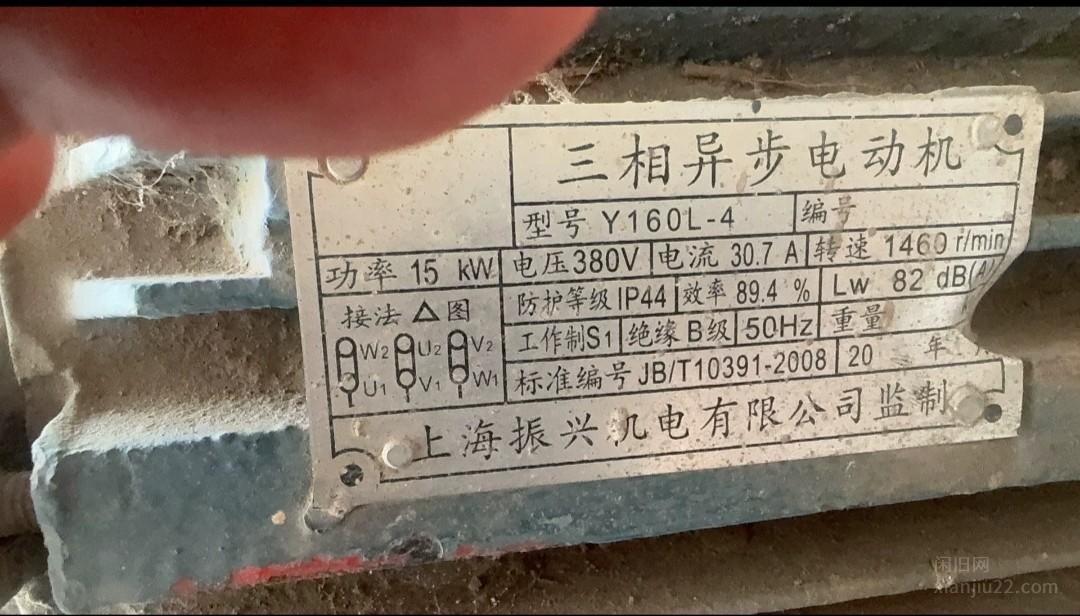 三相异步电动机
型号 Y160L-4 编号
功率 15 kW 电压380V 电流 30.7 A 转速 1460 r/min
接法 △ 图 防护等级 IP44 效率 89.4 % Lw 82 dB(A)
W2 U2 V2 工作制S1 绝缘 B 级 50Hz 重量
U1 V1 W1 标准编号 JB/T10391-2008 20 年
上海振兴机电有限公司监制
闲旧网
xianjiu22.com